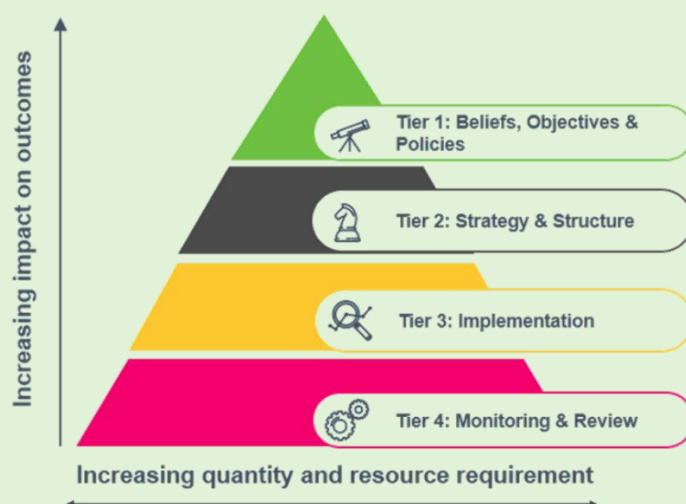 Increasing impact on outcomes
Tier 1: Beliefs, Objectives &
Policies
Tier 2: Strategy & Structure
Tier 3: Implementation
Tier 4: Monitoring & Review
Increasing quantity and resource requirement